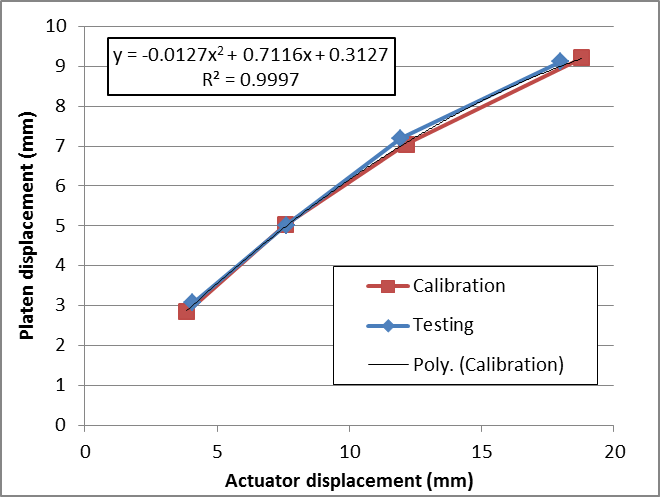 10
9
8
7
6
5
4
3
2
1
0
y = -0.0127x² + 0.7116x + 0.3127
R² = 0.9997
Platen displacement (mm)
Calibration
Testing
Poly. (Calibration)
0 5 10 15 20
Actuator displacement (mm)